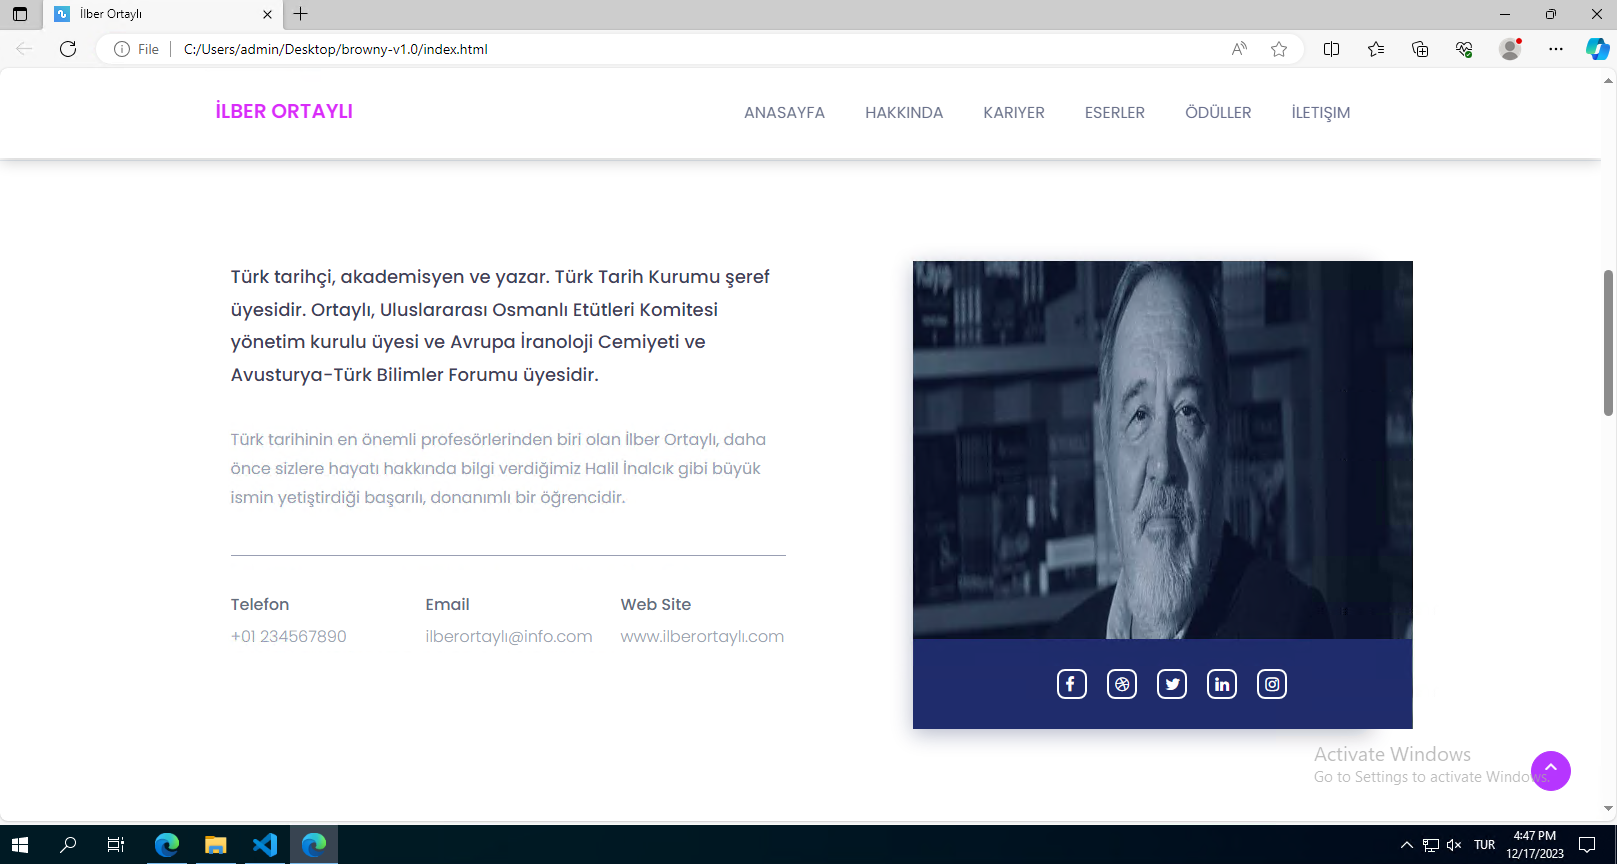 İlber Ortaylı
File
C:/Users/admin/Desktop/browny-v1.0/index.html
İLBER ORTAYLI
ANASAYFA
HAKKINDA
KARIYER
ESERLER
ÖDÜLLER
İLETIŞIM
Türk tarihçi, akademisyen ve yazar. Türk Tarih Kurumu şeref
üyesidir. Ortaylı, Uluslararası Osmanlı Etütleri Komitesi
yönetim kurulu üyesi ve Avrupa İranoloji Cemiyeti ve
Avusturya-Türk Bilimler Forumu üyesidir.
Türk tarihinin en önemli profesörlerinden biri olan İlber Ortaylı, daha
önce sizlere hayatı hakkında bilgi verdiğimiz Halil İnalcık gibi büyük
ismin yetiştirdiği başarılı, donanımlı bir öğrencidir.
Telefon
+01 234567890
Email
ilberortaylı@info.com
Web Site
www.ilberortaylı.com
Activate Windows
Go to Settings to activate Windows.
TUR
4:47 PM
12/17/2023